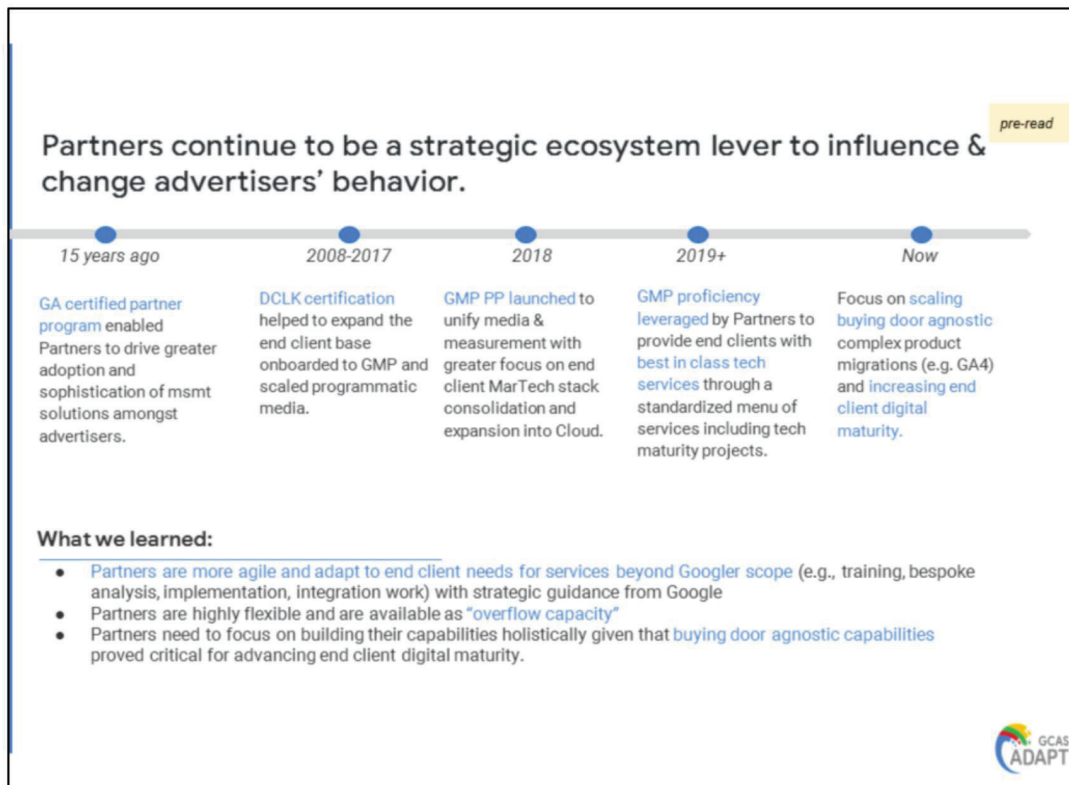 pre-read
Partners continue to be a strategic ecosystem lever to influence &
change advertisers’ behavior.
15 years ago
2008-2017
2018
2019+
Now
GA certified partner
program enabled
Partners to drive greater
adoption and
sophistication of msmt
solutions amongst
advertisers.
DCLK certification
helped to expand the
end client base
onboarded to GMP and
scaled programmatic
media.
GMP PP launched to
unify media &
measurement with
greater focus on end
client MarTech stack
consolidation and
expansion into Cloud.
GMP proficiency
leveraged by Partners to
provide end clients with
best in class tech
services through a
standardized menu of
services including tech
maturity projects.
Focus on scaling
buying door agnostic
complex product
migrations (e.g. GA4)
and increasing end
client digital
maturity.
What we learned:
● Partners are more agile and adapt to end client needs for services beyond Googler scope (e.g., training, bespoke
analysis, implementation, integration work) with strategic guidance from Google
● Partners are highly flexible and are available as “overflow capacity”
● Partners need to focus on building their capabilities holistically given that buying door agnostic capabilities
proved critical for advancing end client digital maturity.
GCAS
ADAPT